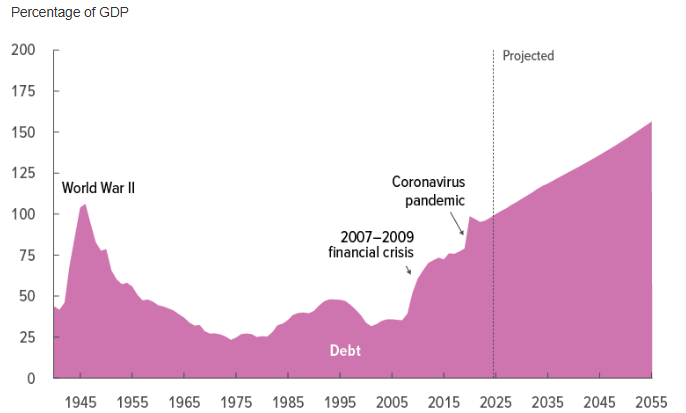 Percentage of GDP
200
175
150
125
100
75
50
25
0
Projected
World War II
Coronavirus
pandemic
2007–2009
financial crisis
Debt
1945 1955 1965 1975 1985 1995 2005 2015 2025 2035 2045 2055